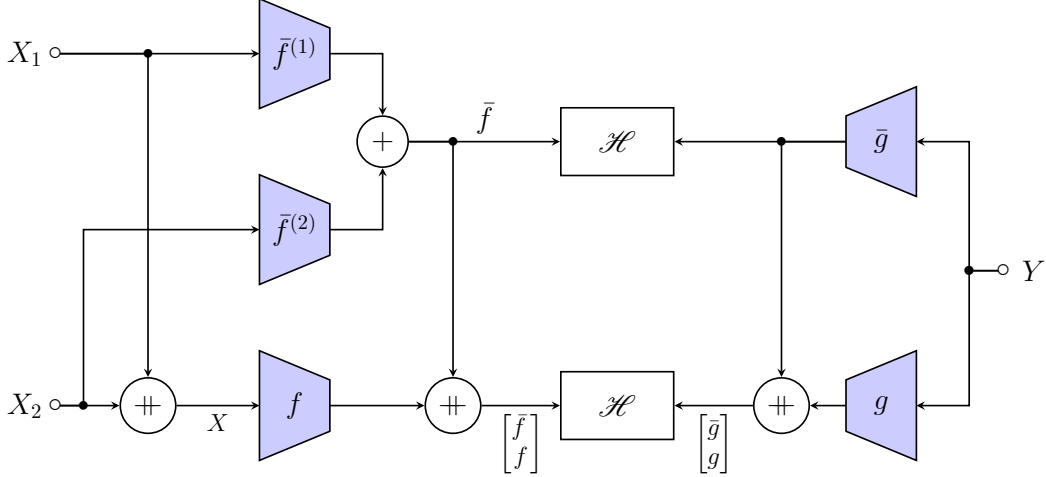 X₁
f̄⁽¹⁾
+
f̄
ℋ
ḡ
f̄⁽²⁾
Y
X₂
⧺
X
f
⧺
[f̄
f]
ℋ
[ḡ
g]
⧺
g